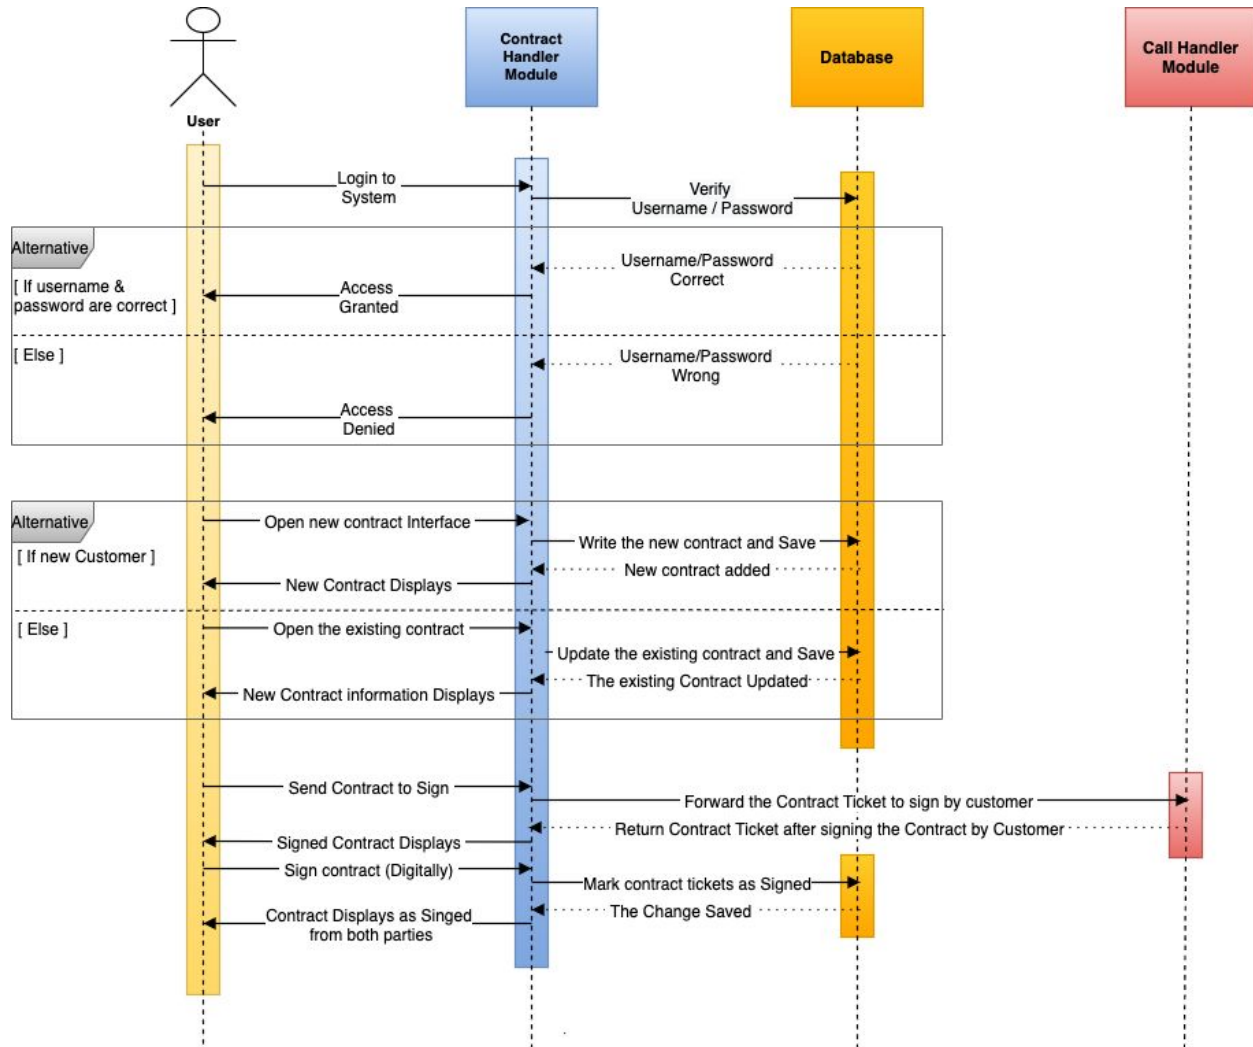 Contract
Handler
Module
Database
Call Handler
Module
User
Login to
System
Verify
Username / Password
Alternative
Username/Password
Correct
[ If username &
password are correct ]
Access
Granted
[ Else ]
Username/Password
Wrong
Access
Denied
Alternative
Open new contract Interface
[ If new Customer ]
Write the new contract and Save
New contract added
New Contract Displays
[ Else ]
Open the existing contract
Update the existing contract and Save
The existing Contract Updated
New Contract information Displays
Send Contract to Sign
Forward the Contract Ticket to sign by customer
Return Contract Ticket after signing the Contract by Customer
Signed Contract Displays
Sign contract (Digitally)
Mark contract tickets as Signed
The Change Saved
Contract Displays as Singed
from both parties